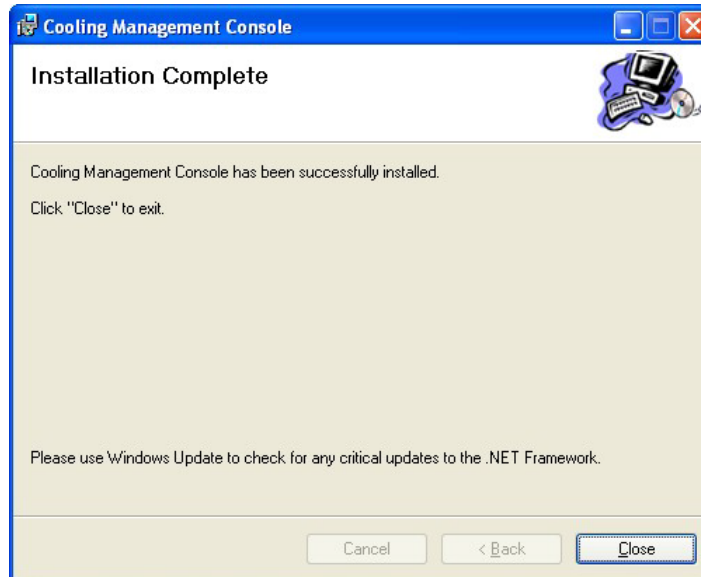 Cooling Management Console
Installation Complete
Cooling Management Console has been successfully installed.
Click "Close" to exit.
Please use Windows Update to check for any critical updates to the .NET Framework.
Cancel
< Back
Close